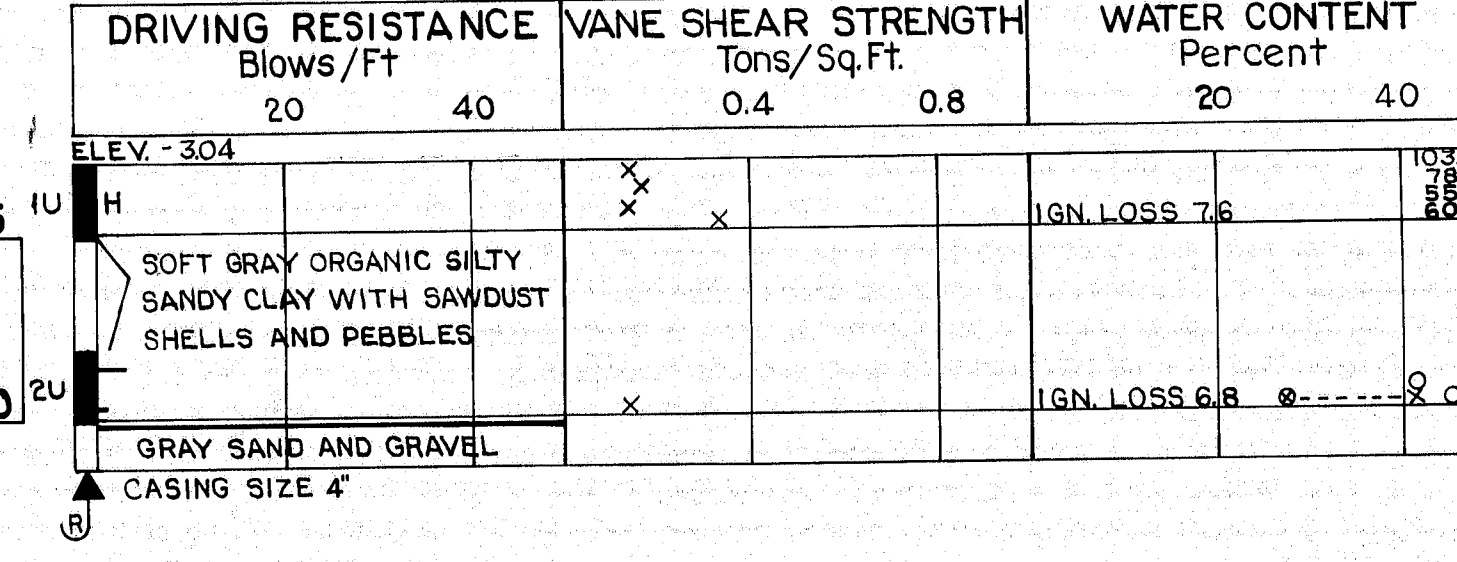 DRIVING RESISTANCE
Blows/Ft
20 40
VANE SHEAR STRENGTH
Tons/Sq.Ft.
0.4 0.8
WATER CONTENT
Percent
20 40
ELEV. - 3.04
1U H
IGN. LOSS 7.6
103
78
55
60
SOFT GRAY ORGANIC SILTY
SANDY CLAY WITH SAWDUST
SHELLS AND PEBBLES
2U
IGN. LOSS 6.8
GRAY SAND AND GRAVEL
CASING SIZE 4"
R